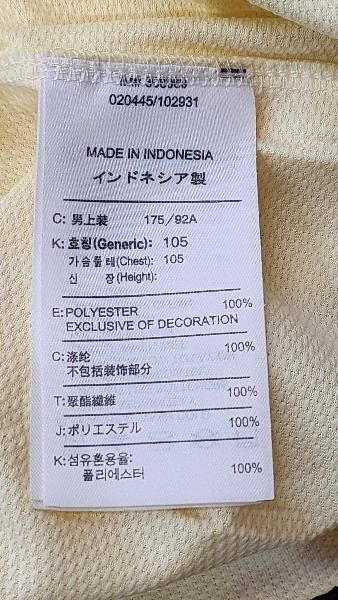 020445/102931
MADE IN INDONESIA
インドネシア製
C: 男上裝 175/92A
K: 호칭(Generic): 105
가슴둘레(Chest): 105
신 장(Height):
E: POLYESTER 100%
EXCLUSIVE OF DECORATION
C: 涤纶 100%
不包括装饰部分
T: 聚酯纖維 100%
J: ポリエステル 100%
K: 섬유혼용율:
폴리에스터 100%